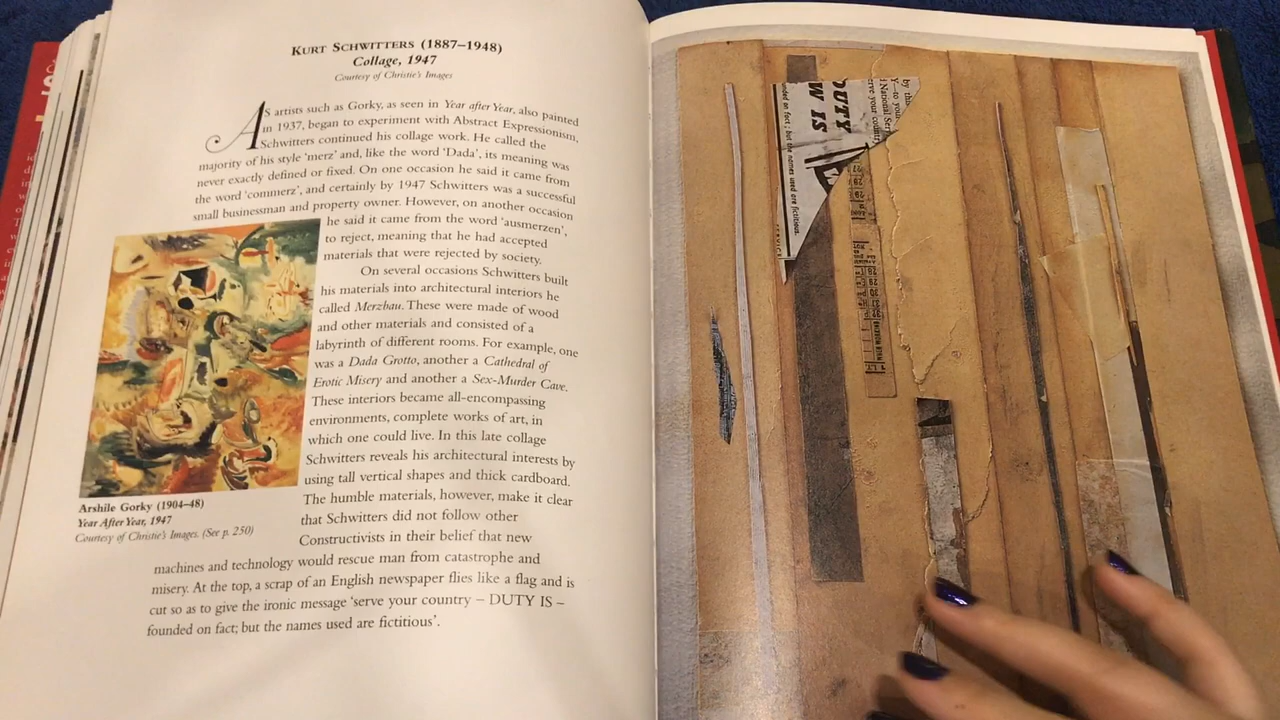 KURT SCHWITTERS (1887–1948)
Collage, 1947
Courtesy of Christie's Images
As artists such as Gorky, as seen in Year after Year, also painted
in 1937, began to experiment with Abstract Expressionism,
Schwitters continued his collage work. He called the
majority of his style 'merz' and, like the word 'Dada', its meaning was
never exactly defined or fixed. On one occasion he said it came from
the word 'commerz', and certainly by 1947 Schwitters was a successful
small businessman and property owner. However, on another occasion
he said it came from the word 'ausmerzen',
to reject, meaning that he had accepted
materials that were rejected by society.
On several occasions Schwitters built
his materials into architectural interiors he
called Merzbau. These were made of wood
and other materials and consisted of a
labyrinth of different rooms. For example, one
was a Dada Grotto, another a Cathedral of
Erotic Misery and another a Sex-Murder Cave.
These interiors became all-encompassing
environments, complete works of art, in
which one could live. In this late collage
Schwitters reveals his architectural interests by
using tall vertical shapes and thick cardboard.
The humble materials, however, make it clear
that Schwitters did not follow other
Constructivists in their belief that new
machines and technology would rescue man from catastrophe and
misery. At the top, a scrap of an English newspaper flies like a flag and is
cut so as to give the ironic message 'serve your country – DUTY IS –
founded on fact; but the names used are fictitious'.
Arshile Gorky (1904–48)
Year After Year, 1947
Courtesy of Christie's Images. (See p. 250)
by this
Y—to you
l National Ser
erve your country
DUTY
W IS
unded on fact ; but the names used are fictitious.